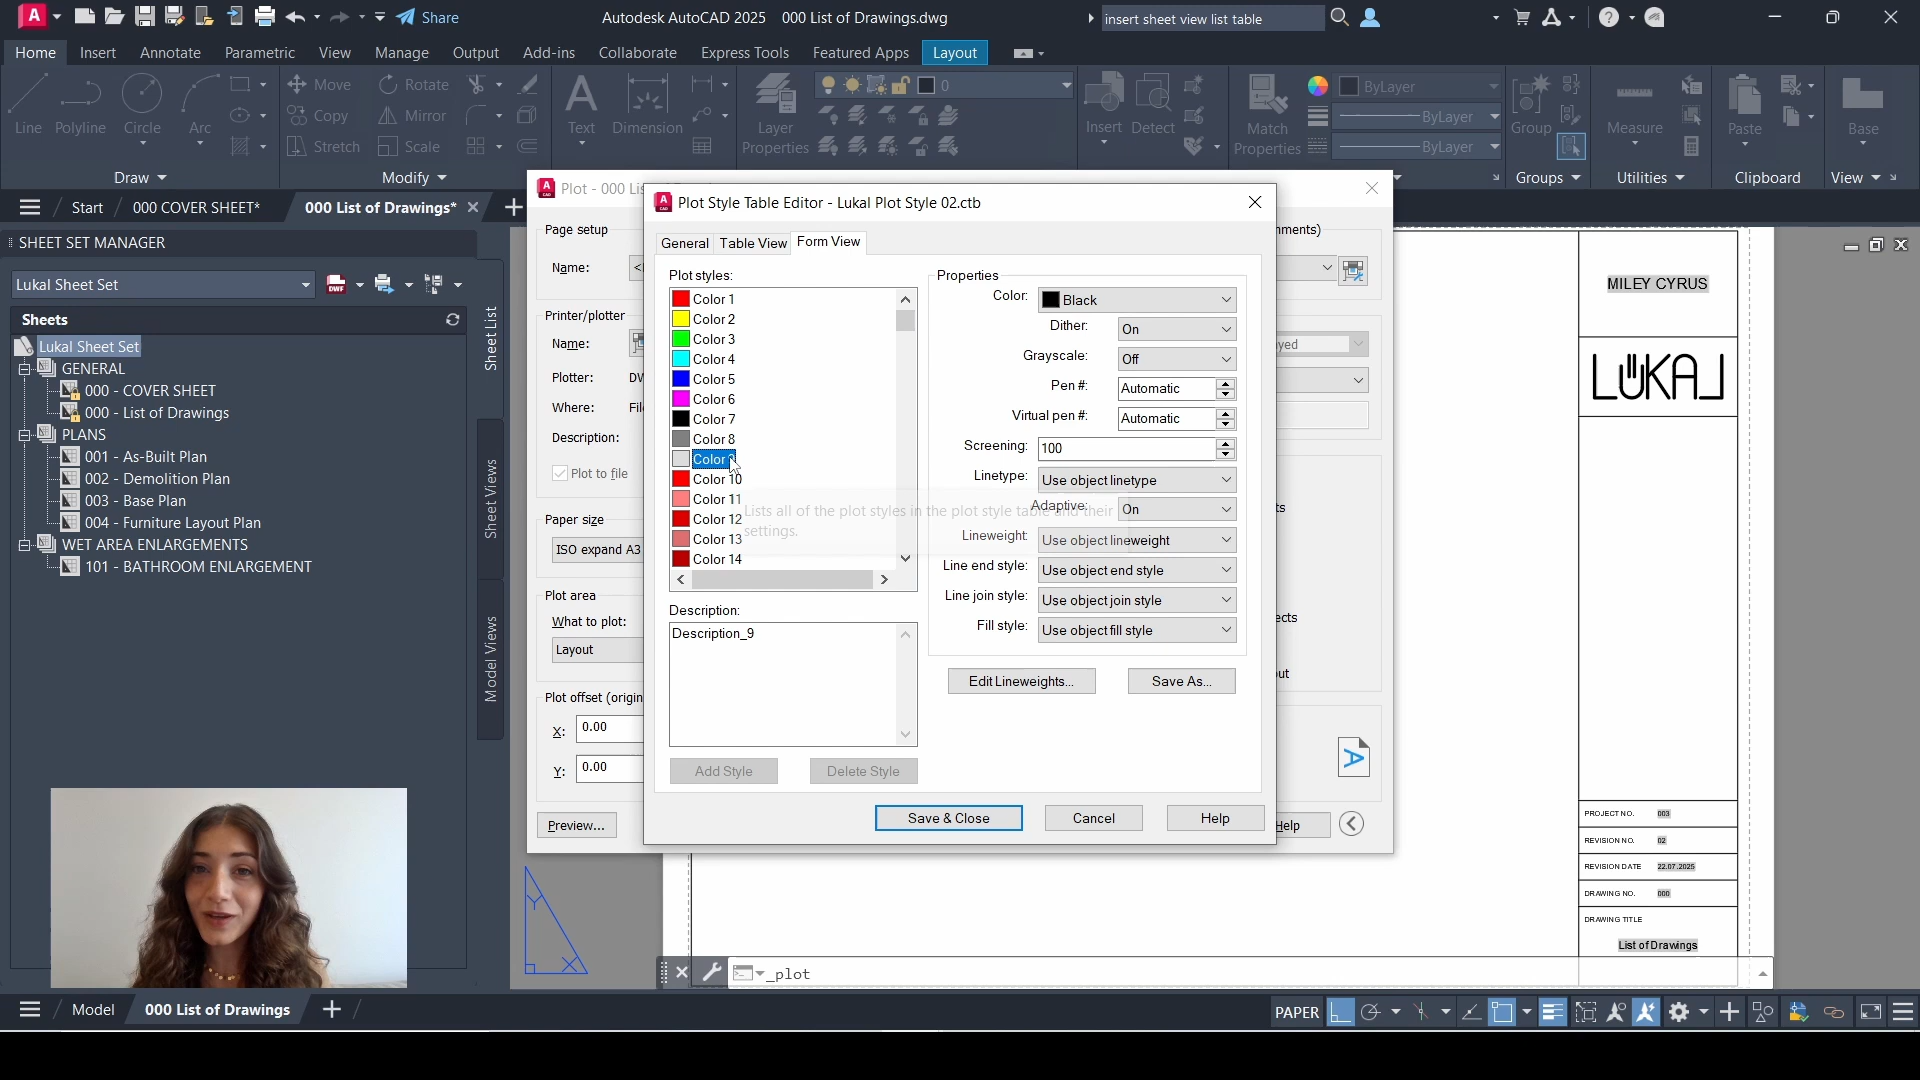 Share
Autodesk AutoCAD 2025 000 List of Drawings.dwg
insert sheet view list table
Home Insert Annotate Parametric View Manage Output Add-ins Collaborate Express Tools Featured Apps Layout
Line Polyline Circle Arc
Move Rotate
Copy Mirror
Stretch Scale
Text Dimension
Layer
Properties
0
Insert Detect
Match
Properties
ByLayer
ByLayer
ByLayer
Group Measure Paste Base
Draw Modify Groups Utilities Clipboard View
Start 000 COVER SHEET* 000 List of Drawings*
SHEET SET MANAGER
Lukal Sheet Set
Sheets
Lukal Sheet Set
GENERAL
000 - COVER SHEET
000 - List of Drawings
PLANS
001 - As-Built Plan
002 - Demolition Plan
003 - Base Plan
004 - Furniture Layout Plan
WET AREA ENLARGEMENTS
101 - BATHROOM ENLARGEMENT
Sheet List
Sheet Views
Model Views
Plot - 000 Li
Page setup
Name:
Printer/plotter
Name:
Plotter: DW
Where: Fil
Description:
Plot to file
Paper size
ISO expand A3
Plot area
What to plot:
Layout
Plot offset (origin
X: 0.00
Y: 0.00
Preview...
nments)
yed
ts
ects
ut
Help
Plot Style Table Editor - Lukal Plot Style 02.ctb
General Table View Form View
Plot styles:
Color 1
Color 2
Color 3
Color 4
Color 5
Color 6
Color 7
Color 8
Color 9
Color 10
Color 11
Color 12
Color 13
Color 14
Lists all of the plot styles in the plot style table and their
settings.
Description:
Description_9
Add Style Delete Style
Properties
Color: Black
Dither: On
Grayscale: Off
Pen #: Automatic
Virtual pen #: Automatic
Screening: 100
Linetype: Use object linetype
Adaptive: On
Lineweight: Use object lineweight
Line end style: Use object end style
Line join style: Use object join style
Fill style: Use object fill style
Edit Lineweights... Save As...
Save & Close Cancel Help
MILEY CYRUS
LÜKAL
PROJECT NO. 003
REVISION NO. 02
REVISION DATE 22.07.2025
DRAWING NO. 000
DRAWING TITLE
List of Drawings
Y
X
_plot
Model 000 List of Drawings
PAPER